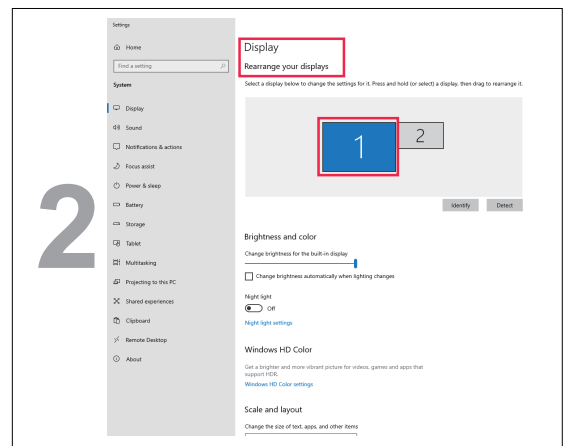 2
Settings
Home
Find a setting
System
Display
Sound
Notifications & actions
Focus assist
Power & sleep
Battery
Storage
Tablet
Multitasking
Projecting to this PC
Shared experiences
Clipboard
Remote Desktop
About
Display
Rearrange your displays
Select a display below to change the settings for it. Press and hold (or select) a display, then drag to rearrange it.
1
2
Identify
Detect
Brightness and color
Change brightness for the built-in display
Change brightness automatically when lighting changes
Night light
Off
Night light settings
Windows HD Color
Get a brighter and more vibrant picture for videos, games and apps that
support HDR.
Windows HD Color settings
Scale and layout
Change the size of text, apps, and other items